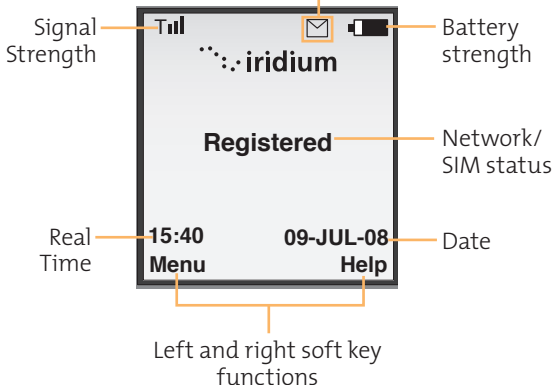 Signal
Strength
Battery
strength
iridium
Registered
Network/
SIM status
Real
Time
15:40
09-JUL-08
Date
Menu
Help
Left and right soft key
functions